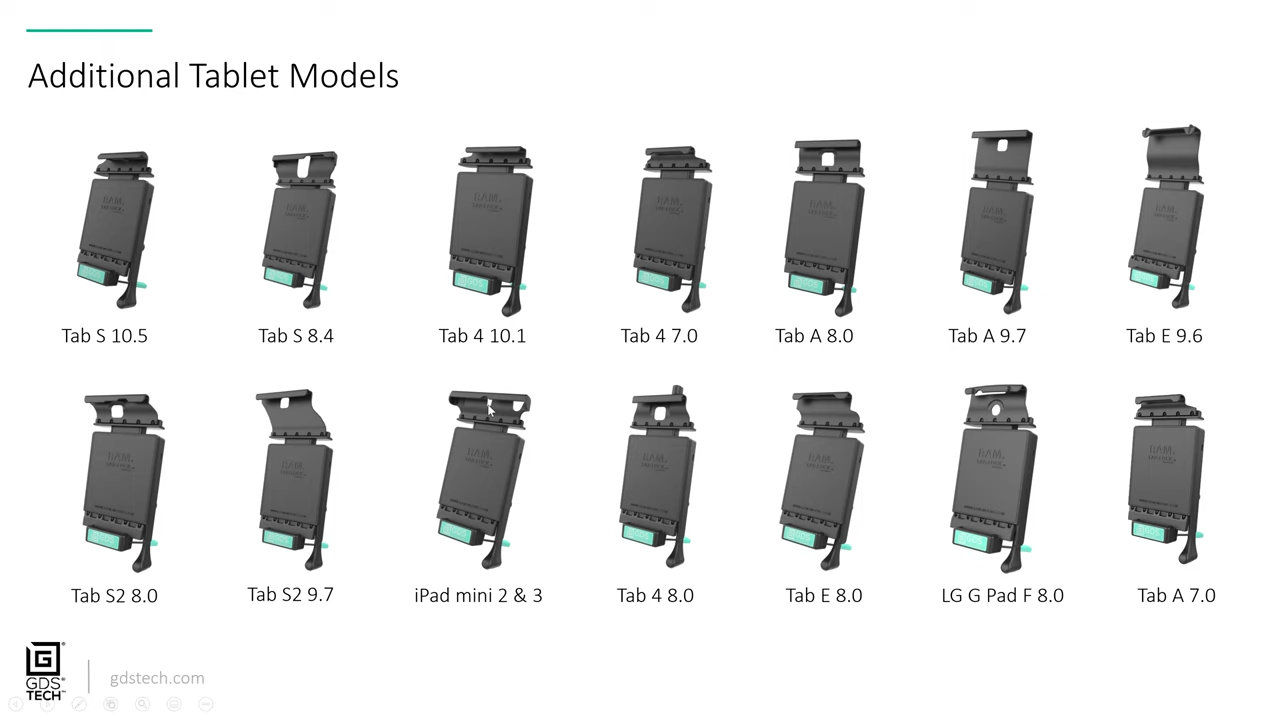 Additional Tablet Models
Tab S 10.5
Tab S 8.4
Tab 4 10.1
Tab 4 7.0
Tab A 8.0
Tab A 9.7
Tab E 9.6
Tab S2 8.0
Tab S2 9.7
iPad mini 2 & 3
Tab 4 8.0
Tab E 8.0
LG G Pad F 8.0
Tab A 7.0
G
GDS
TECH
gdstech.com